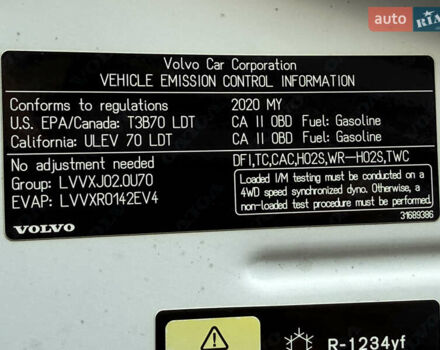 auto RIA
Volvo Car Corporation
VEHICLE EMISSION CONTROL INFORMATION
Conforms to regulations 2020 MY
U.S. EPA/Canada: T3B70 LDT CA II OBD Fuel: Gasoline
California: ULEV 70 LDT CA II OBD Fuel: Gasoline
No adjustment needed DFI,TC,CAC,HO2S,WR-HO2S,TWC
Group: LVVXJ02.0U70
EVAP: LVVXR0142EV4
Loaded I/M testing must be conducted on a
4WD speed synchronized dyno. Otherwise, a
non-loaded test procedure must be performed.
31689386
VOLVO
R-1234yf